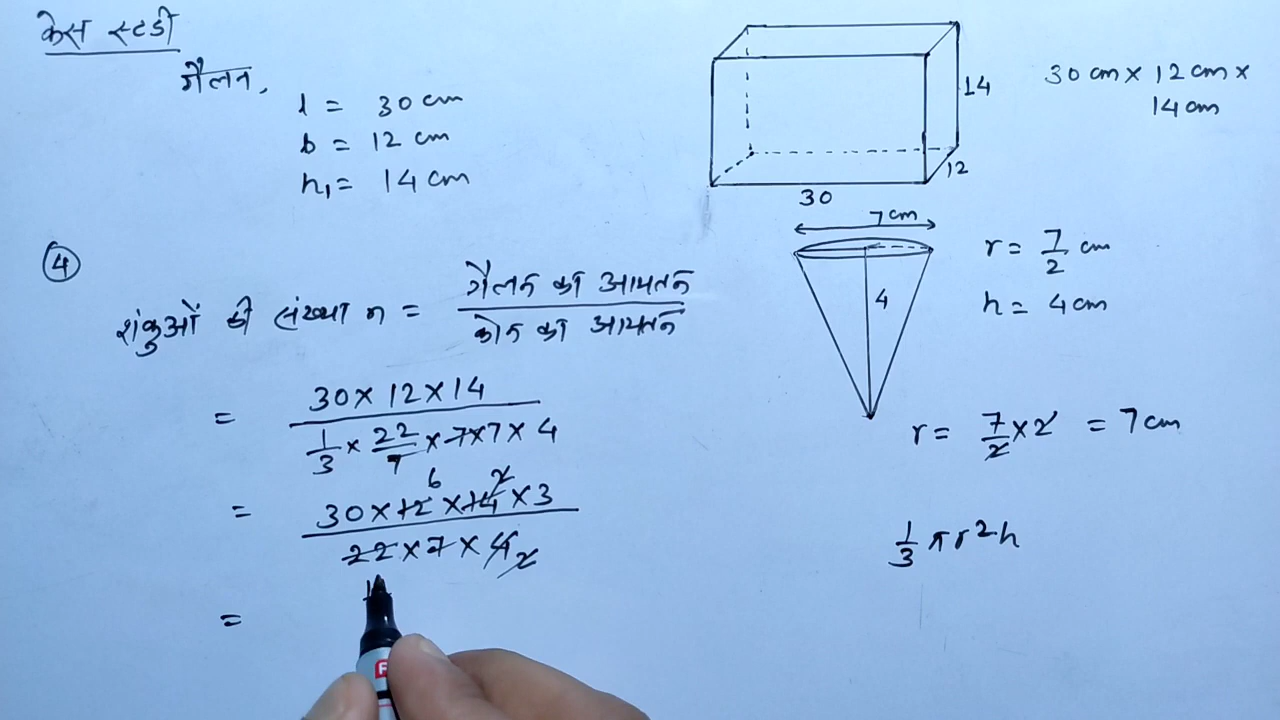 केस स्टडी
गैलन,
l = 30 cm
b = 12 cm
h₁ = 14 cm
14
12
30
30 cm × 12 cm ×
14 cm
7 cm
4
r = 7/2 cm
h = 4 cm
④
शंकुओं की संख्या n = गैलन का आयतन / कोन का आयतन
= 30 × 12 × 14 / 1/3 × 22/7 × 7 × 7 × 4
r = 7/2 × 2 = 7 cm
6 2
= 30 × 12 × 14 × 3 / 22 × 7 × 4 2
1/3 π r² h
=